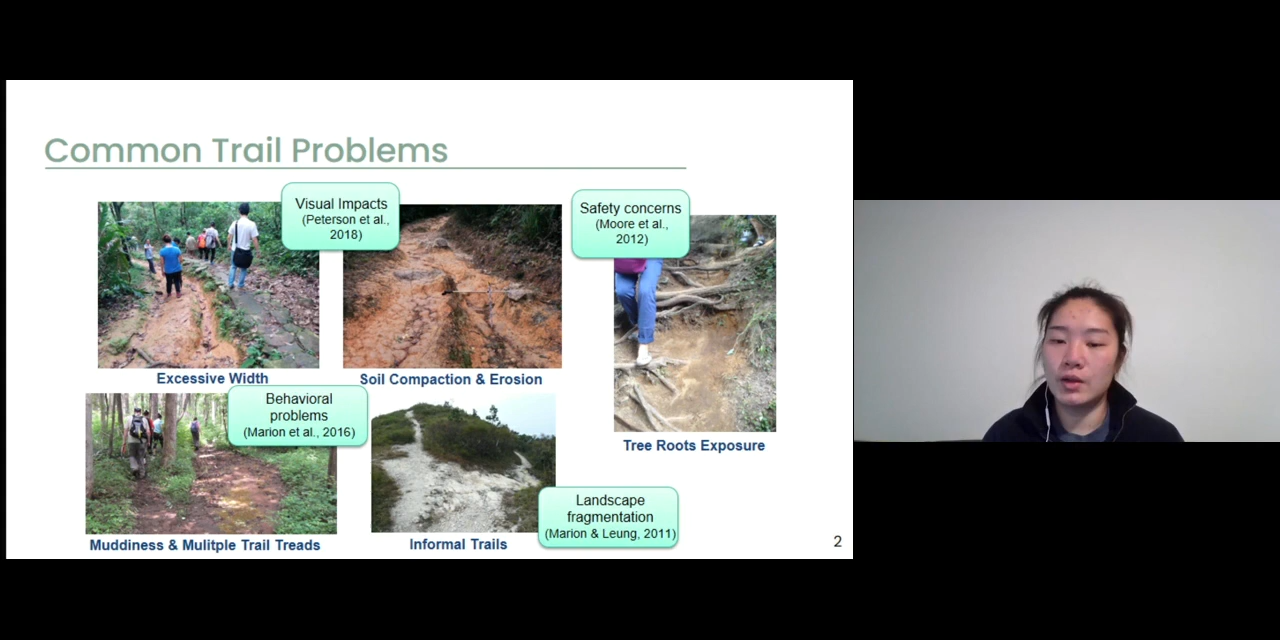 Common Trail Problems
Visual Impacts
(Peterson et al.,
2018)
Safety concerns
(Moore et al.,
2012)
Excessive Width
Soil Compaction & Erosion
Behavioral
problems
(Marion et al., 2016)
Tree Roots Exposure
Landscape
fragmentation
(Marion & Leung, 2011)
Muddiness & Mulitple Trail Treads
Informal Trails
2